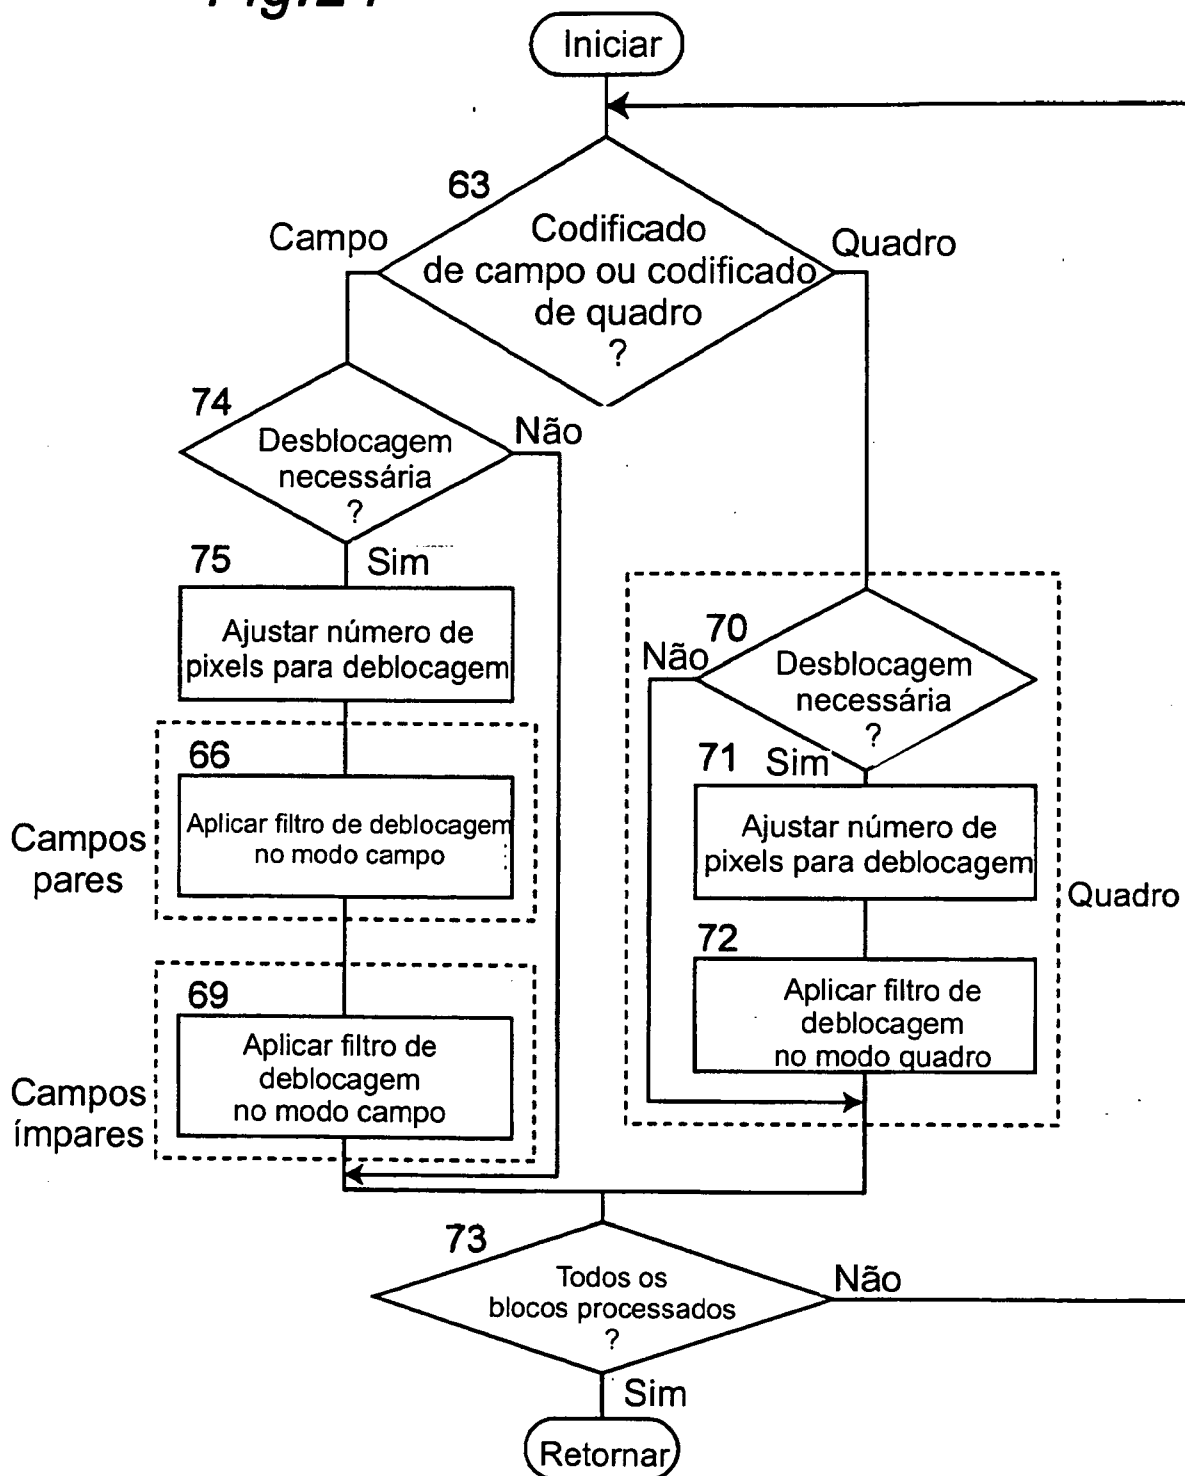 Iniciar
63
Campo
Codificado
de campo ou codificado
de quadro
?
Quadro
74
Desblocagem
necessária
?
Não
75
Sim
Ajustar número de
pixels para deblocagem
70
Não
Desblocagem
necessária
?
66
Aplicar filtro de deblocagem
no modo campo
Campos
pares
71
Sim
Ajustar número de
pixels para deblocagem
Quadro
72
Aplicar filtro de
deblocagem
no modo quadro
69
Aplicar filtro de
deblocagem
no modo campo
Campos
ímpares
73
Todos os
blocos processados
?
Não
Sim
Retornar